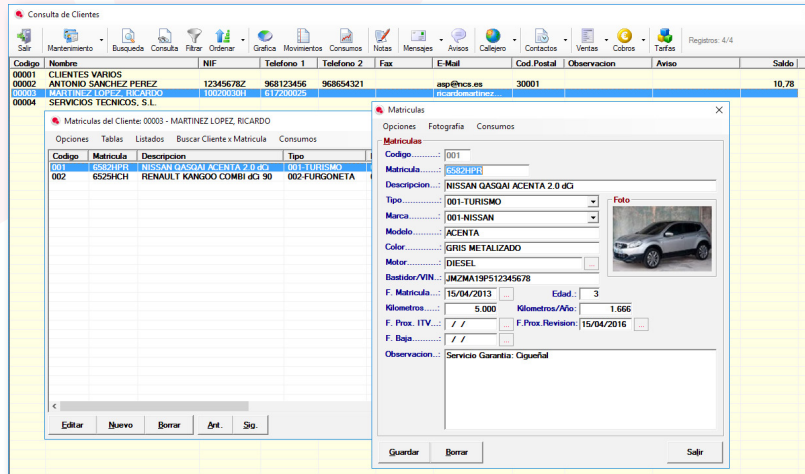 Consulta de Clientes
Salir Mantenimiento Busqueda Consulta Filtrar Ordenar Grafica Movimientos Consumos Notas Mensajes Avisos Callejero Contactos Ventas Cobros Tarifas Registros: 4/4
Codigo Nombre NIF Telefono 1 Telefono 2 Fax E-Mail Cod.Postal Observacion Aviso Saldo
00001 CLIENTES VARIOS
00002 ANTONIO SANCHEZ PEREZ 12345678Z 968123456 968654321 asp@ncs.es 30001 10,78
00003 MARTINEZ LOPEZ, RICARDO 10020030H 617200025 ricardomartinez...
00004 SERVICIOS TECNICOS, S.L.
Matriculas del Cliente: 00003 - MARTINEZ LOPEZ, RICARDO
Opciones Tablas Listados Buscar Cliente x Matricula Consumos
Codigo Matricula Descripcion Tipo
001 6582HPR NISSAN QASQAI ACENTA 2.0 dCi 001-TURISMO
002 6525HCH RENAULT KANGOO COMBI dCi 90 002-FURGONETA
Editar Nuevo Borrar Ant. Sig.
Matriculas
Opciones Fotografia Consumos
Matriculas
Codigo..........: 001
Matricula.......: 6582HPR
Descripcion...: NISSAN QASQAI ACENTA 2.0 dCi
Tipo..............: 001-TURISMO
Foto
Marca...........: 001-NISSAN
Modelo..........: ACENTA
Color............: GRIS METALIZADO
Motor............: DIESEL ...
Bastidor/VIN..: JMZMA19P512345678
F. Matricula...: 15/04/2013 ... Edad.: 3
Kilometros.....: 5.000 Kilometros/Año: 1.666
F. Prox. ITV...: / / ... F.Prox.Revision: 15/04/2016 ...
F. Baja..........: / / ...
Observacion..: Servicio Garantia: Cigueñal
Guardar Borrar Salir